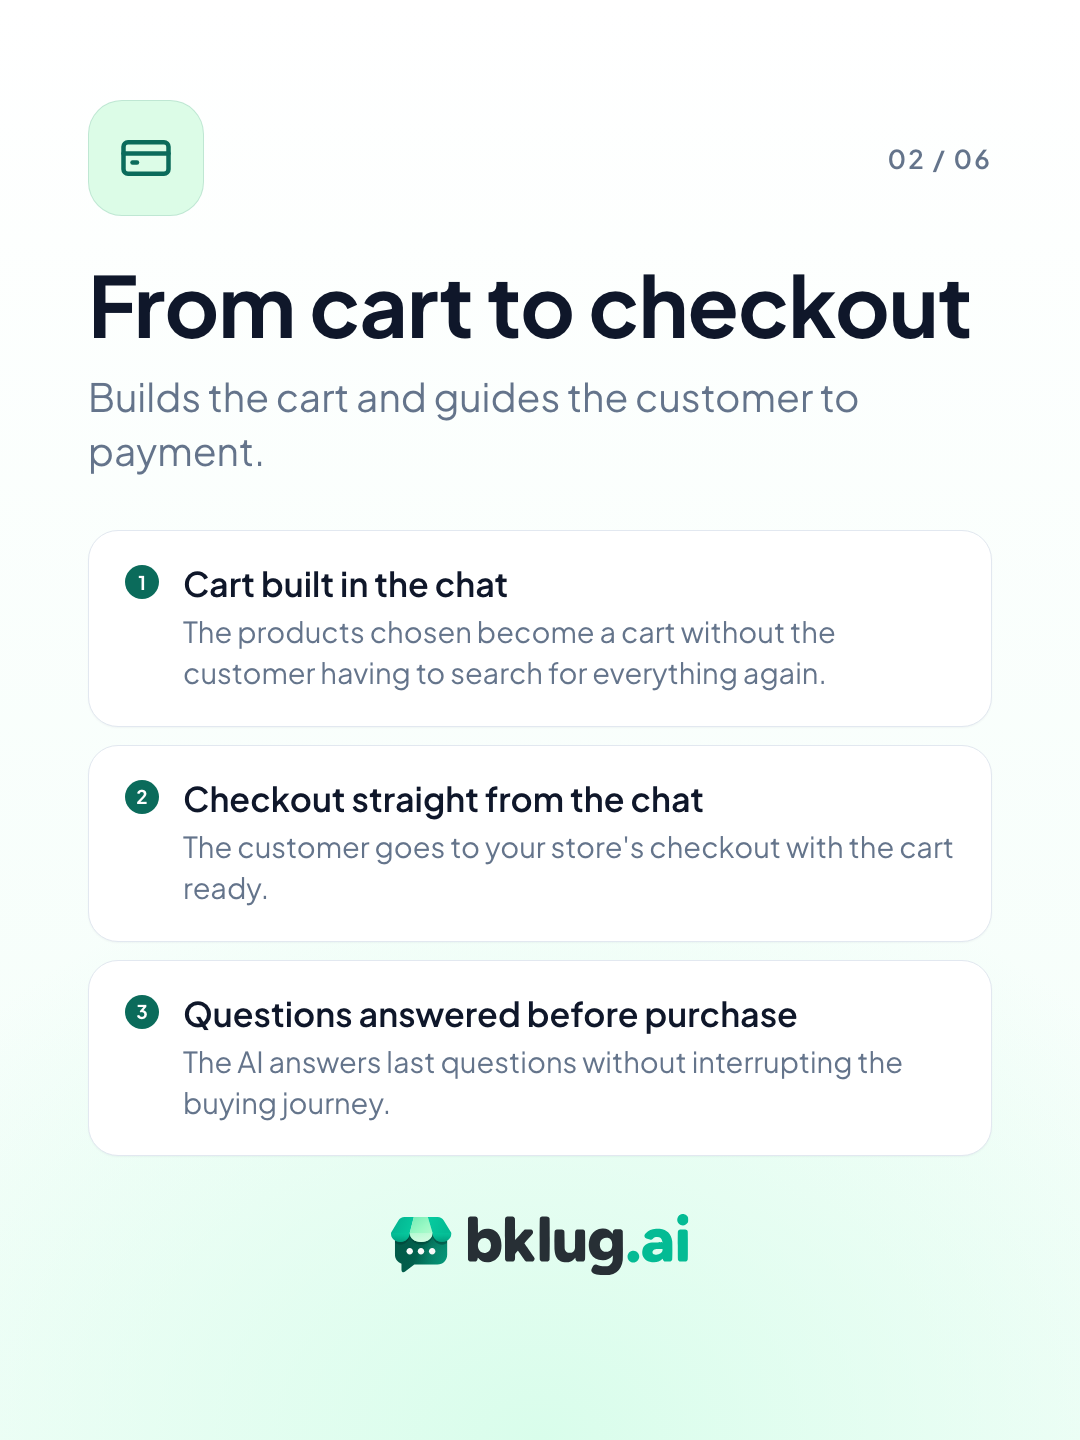 02 / 06
From cart to checkout
Builds the cart and guides the customer to
payment.
1 Cart built in the chat
The products chosen become a cart without the
customer having to search for everything again.
2 Checkout straight from the chat
The customer goes to your store's checkout with the cart
ready.
3 Questions answered before purchase
The AI answers last questions without interrupting the
buying journey.
bklug.ai